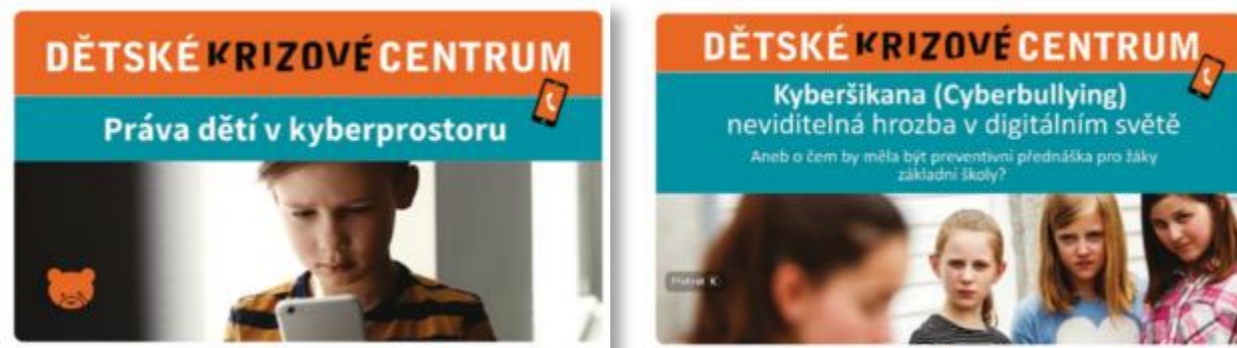 DĚTSKÉ KRIZOVÉ CENTRUM
Práva dětí v kyberprostoru
DĚTSKÉ KRIZOVÉ CENTRUM
Kyberšikana (Cyberbullying)
neviditelná hrozba v digitálním světě
Aneb o čem by měla být preventivní přednáška pro žáky
základní školy?